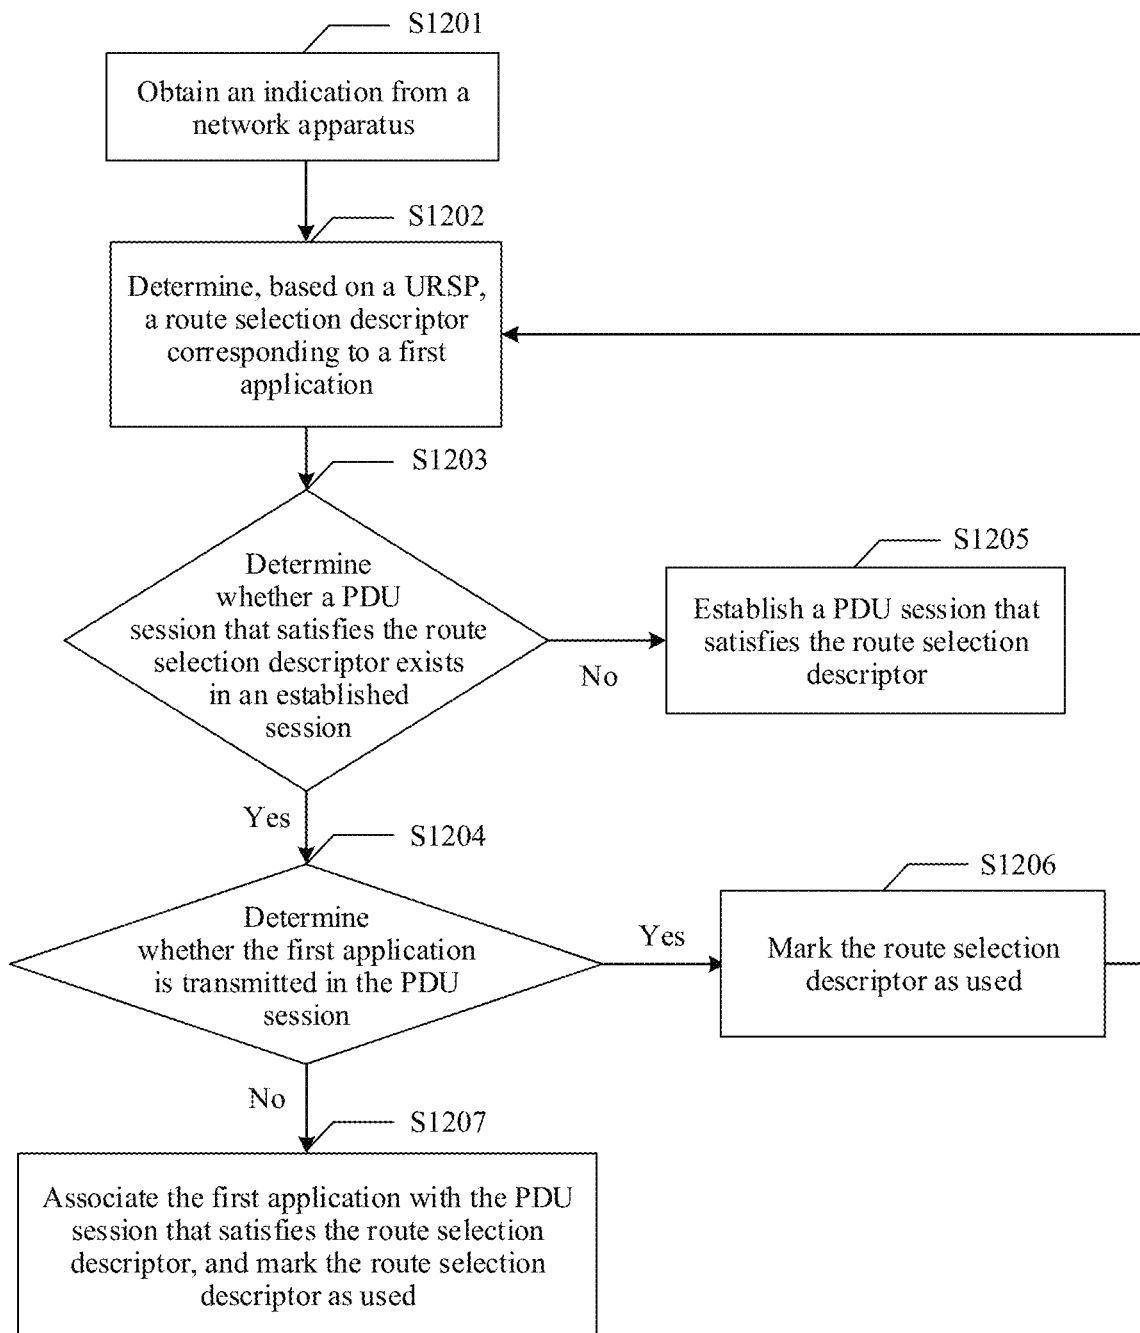 S1201
Obtain an indication from a
network apparatus
S1202
Determine, based on a URSP,
a route selection descriptor
corresponding to a first
application
S1203
Determine
whether a PDU
session that satisfies the route
selection descriptor exists
in an established
session
No
S1205
Establish a PDU session that
satisfies the route selection
descriptor
Yes
S1204
Determine
whether the first application
is transmitted in the PDU
session
Yes
S1206
Mark the route selection
descriptor as used
No
S1207
Associate the first application with the PDU
session that satisfies the route selection
descriptor, and mark the route selection
descriptor as used